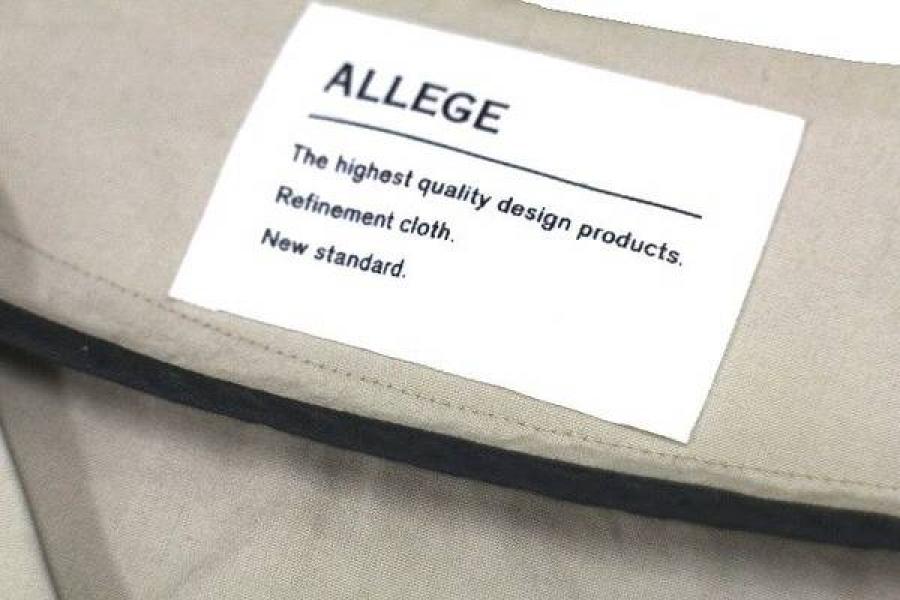 ALLEGE
The highest quality design products.
Refinement cloth.
New standard.